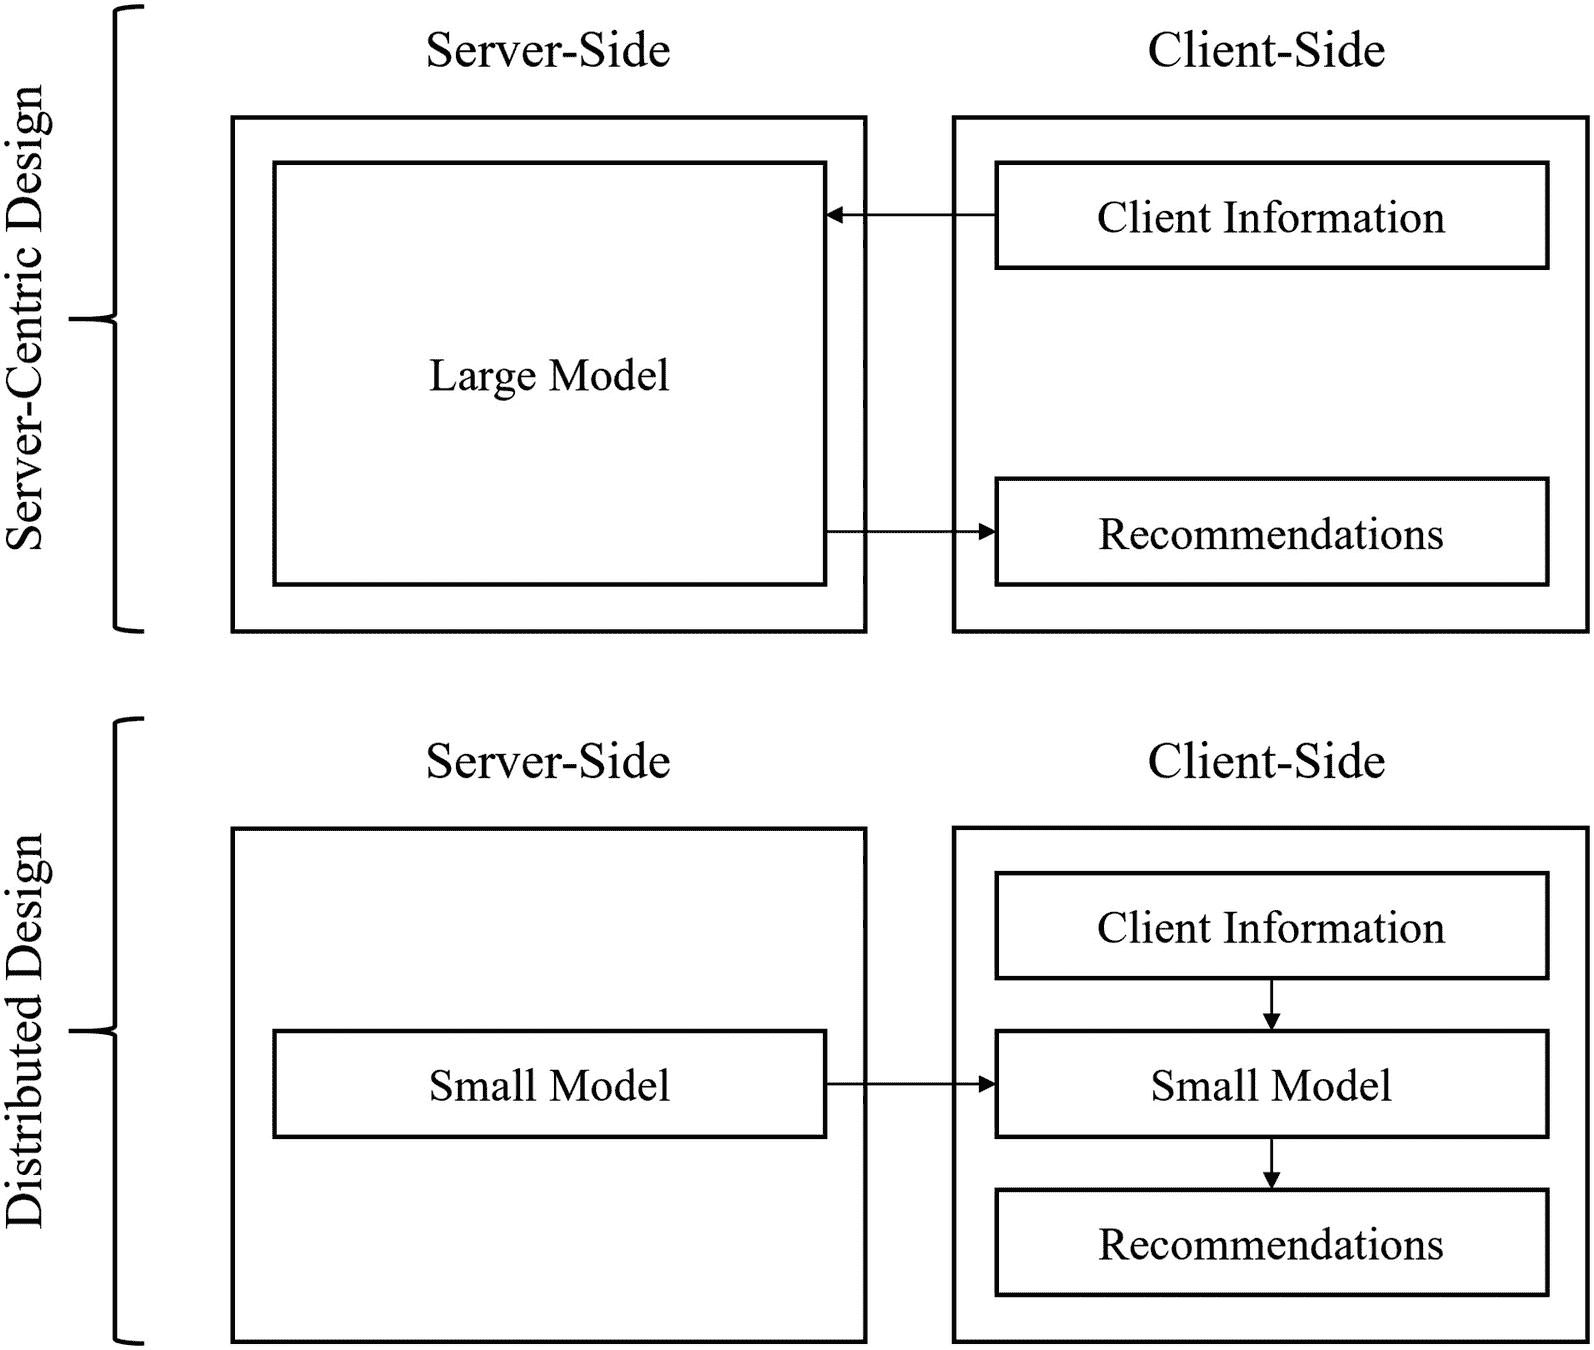 Server-Centric Design
Server-Side
Client-Side
Client Information
Large Model
Recommendations
Distributed Design
Server-Side
Client-Side
Client Information
Small Model
Small Model
Recommendations